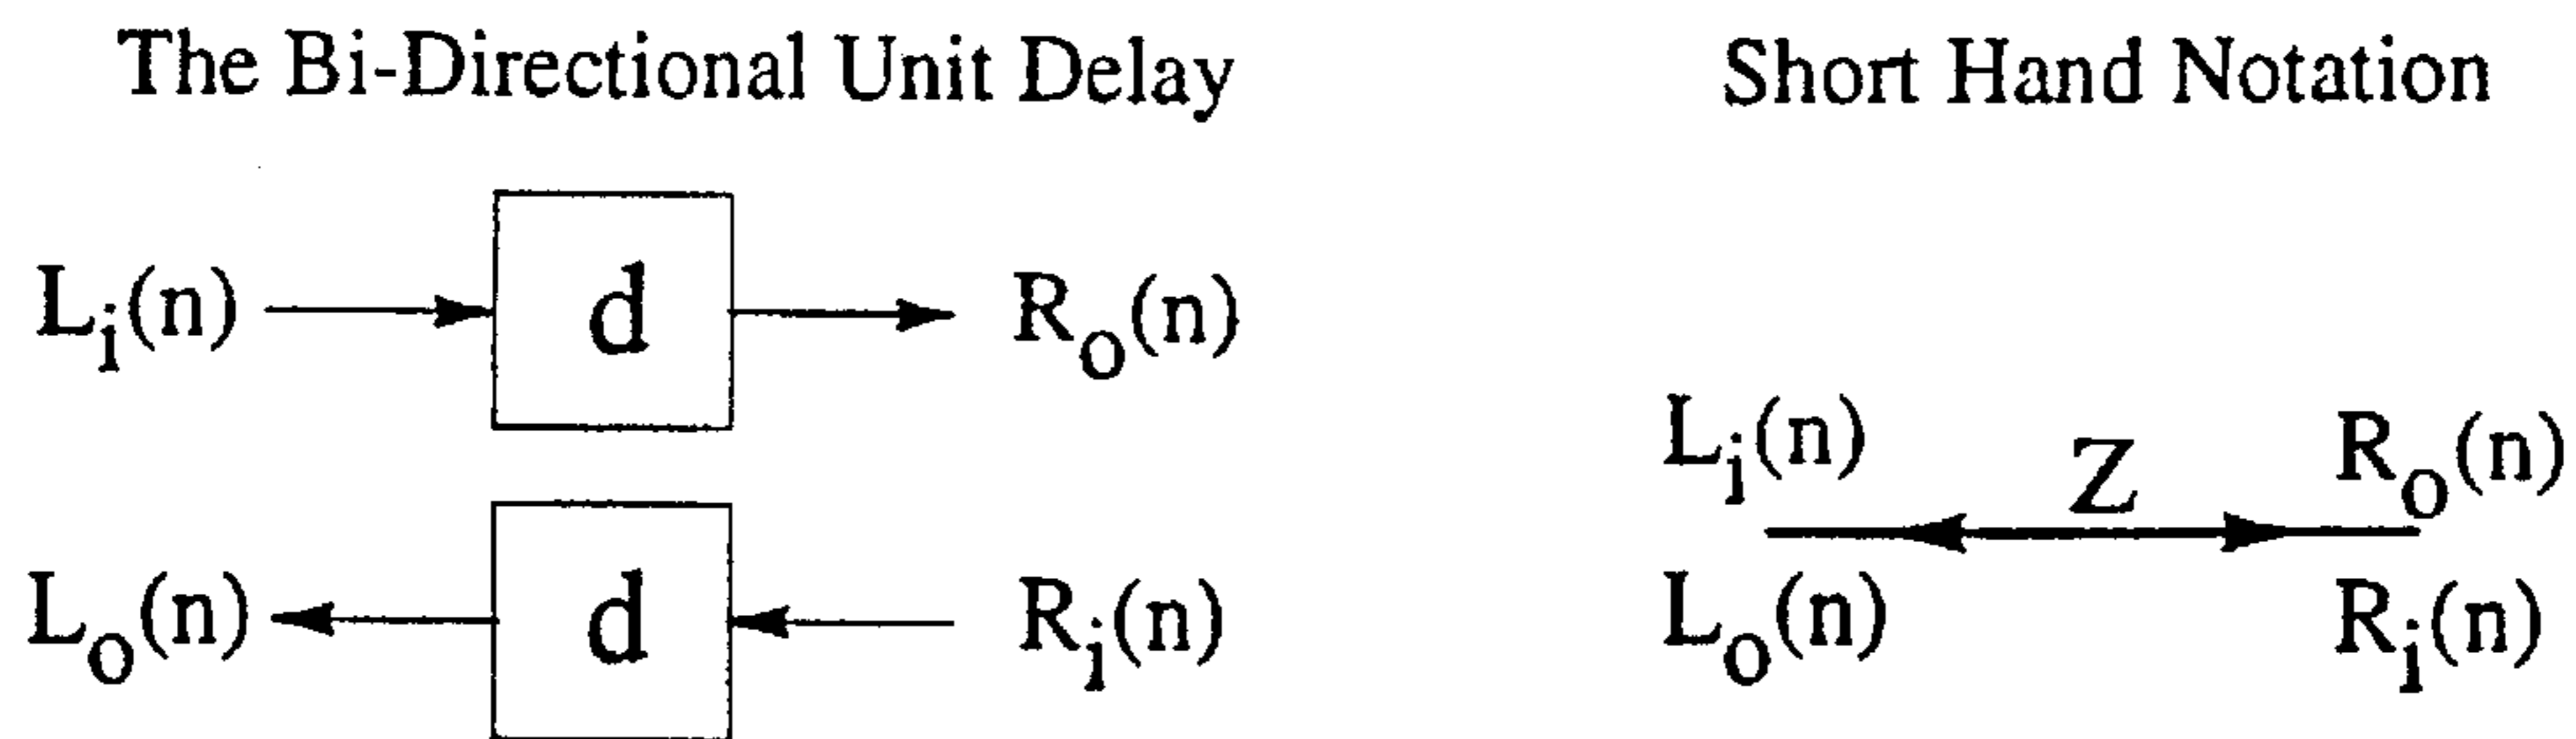 The Bi-Directional Unit Delay
Short Hand Notation
Lᵢ(n) d Rₒ(n)
Lₒ(n) d Rᵢ(n)
Lᵢ(n) Z Rₒ(n)
Lₒ(n) Rᵢ(n)